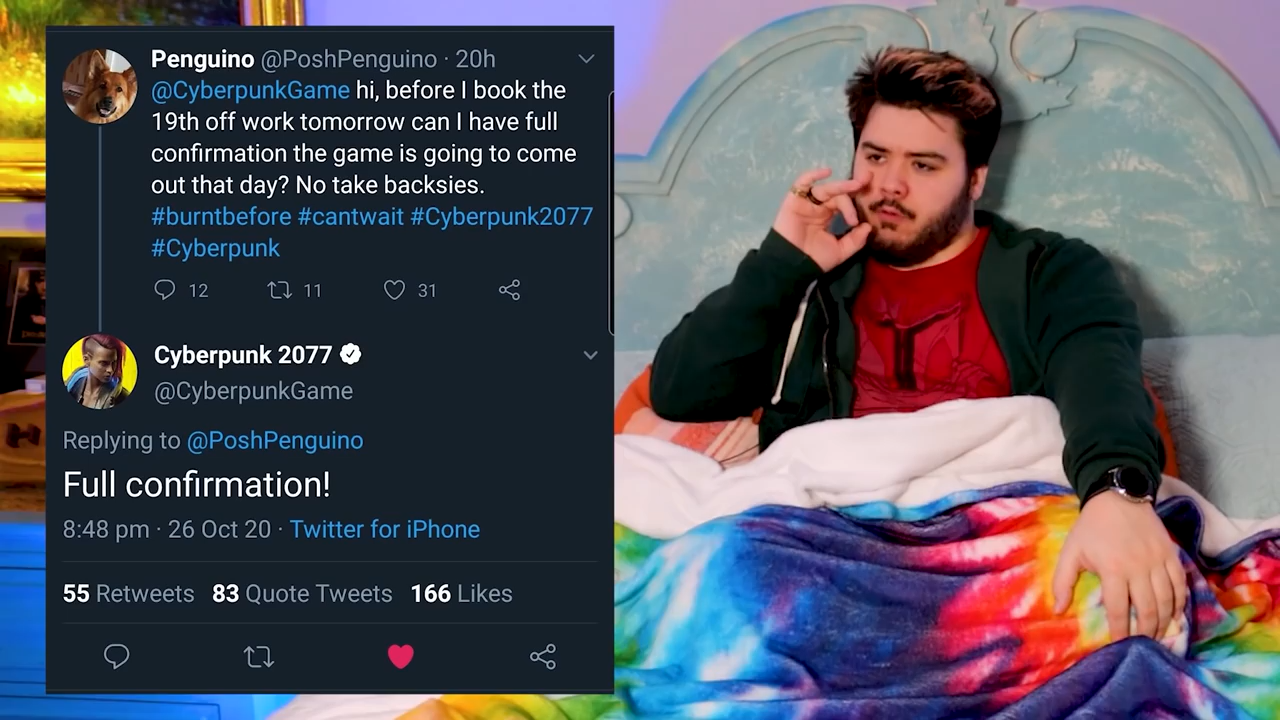 Penguino @PoshPenguino · 20h
@CyberpunkGame hi, before I book the
19th off work tomorrow can I have full
confirmation the game is going to come
out that day? No take backsies.
#burntbefore #cantwait #Cyberpunk2077
#Cyberpunk
12 11 31
Cyberpunk 2077
@CyberpunkGame
Replying to @PoshPenguino
Full confirmation!
8:48 pm · 26 Oct 20 · Twitter for iPhone
55 Retweets 83 Quote Tweets 166 Likes